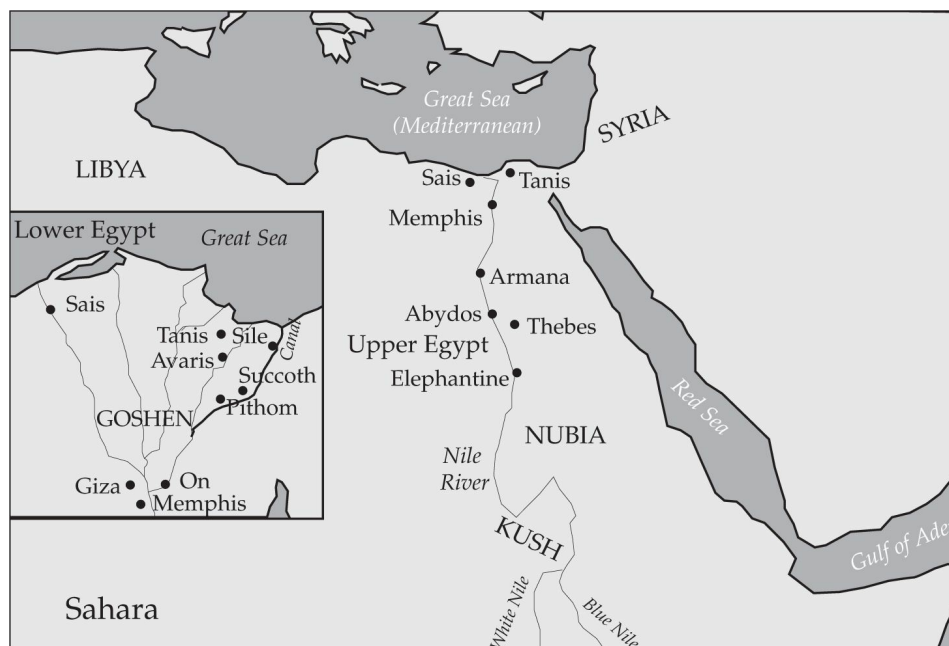 Great Sea
(Mediterranean)
SYRIA
LIBYA
Sais
Tanis
Memphis
Armana
Abydos
Thebes
Upper Egypt
Elephantine
NUBIA
Nile
River
KUSH
Red Sea
Gulf of Ade
Sahara
White Nile
Blue Nile
Lower Egypt
Great Sea
Sais
Tanis
Sile
Canal
Avaris
Succoth
Pithom
GOSHEN
Giza
On
Memphis